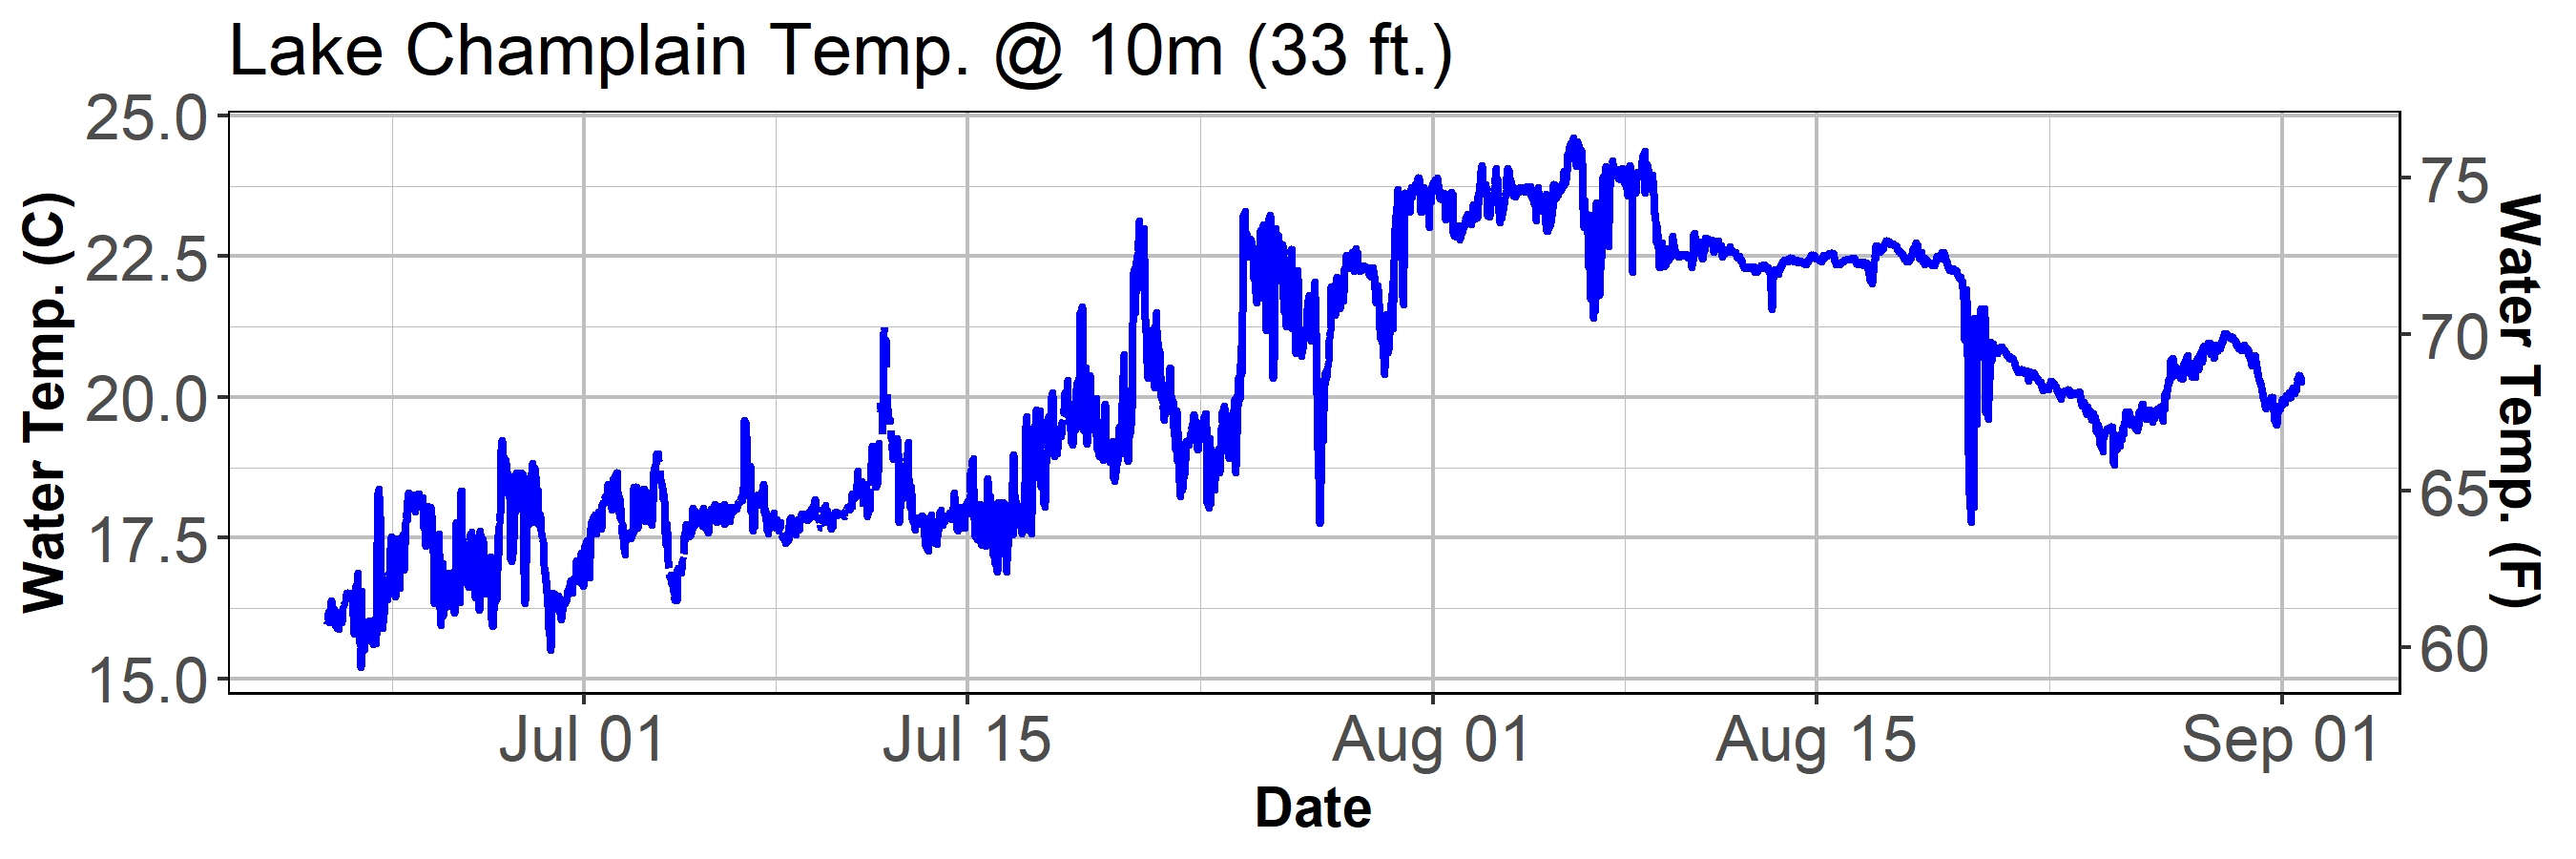 Lake Champlain Temp. @ 10m (33 ft.)
Water Temp. (C)
25.0
22.5
20.0
17.5
15.0
75
70
65
60
Water Temp. (F)
Jul 01
Jul 15
Aug 01
Aug 15
Sep 01
Date